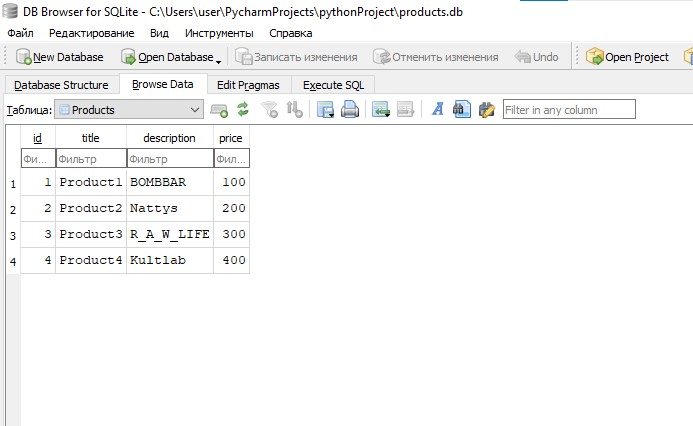 DB Browser for SQLite - C:\Users\user\PycharmProjects\pythonProject\products.db
Файл Редактирование Вид Инструменты Справка
New Database Open Database Записать изменения Отменить изменения Undo Open Project
Database Structure Browse Data Edit Pragmas Execute SQL
Таблица: Products Filter in any column
id title description price
Фи... Фильтр Фильтр Фил...
1 1 Product1 BOMBBAR 100
2 2 Product2 Nattys 200
3 3 Product3 R_A_W_LIFE 300
4 4 Product4 Kultlab 400